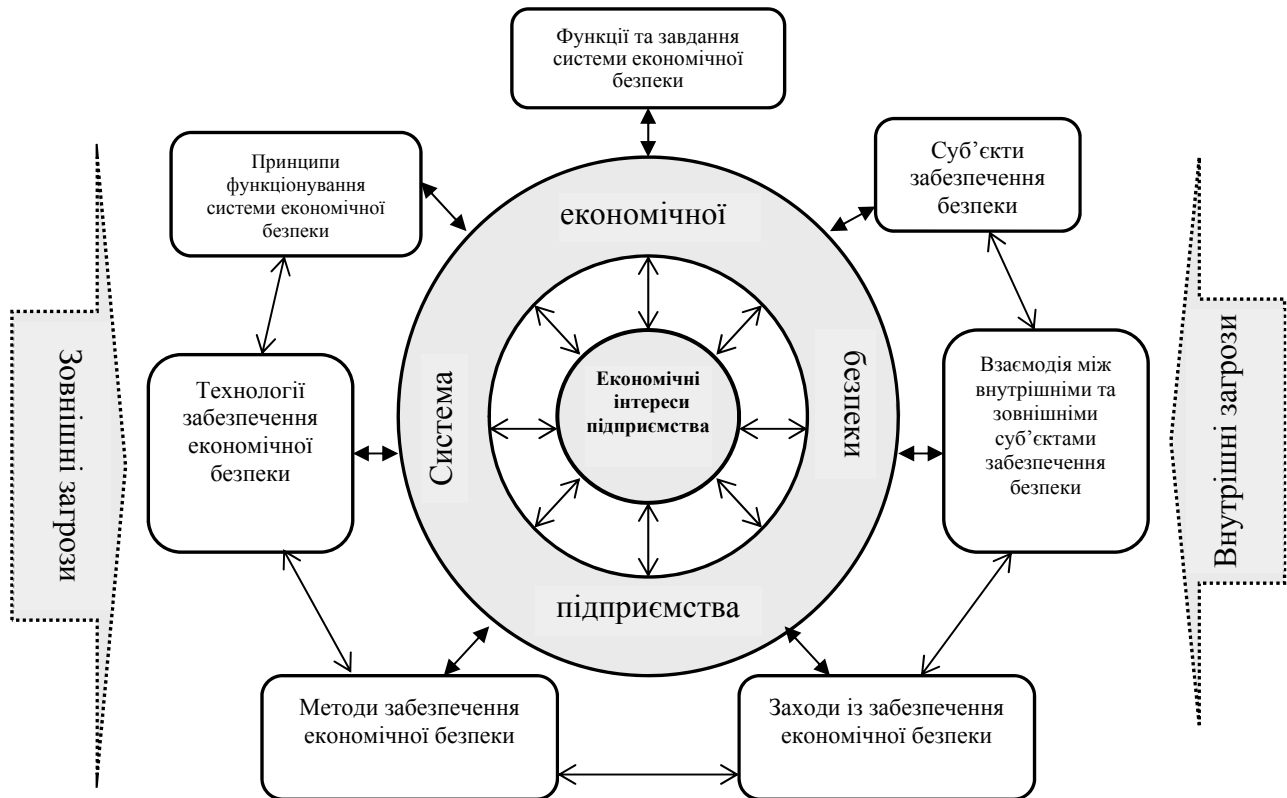 Функції та завдання
системи економічної
безпеки
Принципи
функціонування
системи економічної
безпеки
Суб’єкти
забезпечення
безпеки
Зовнішні загрози
Технології
забезпечення
економічної
безпеки
Система
економічної
безпеки
підприємства
Економічні
інтереси
підприємства
Взаємодія між
внутрішніми та
зовнішніми
суб’єктами
забезпечення
безпеки
Внутрішні загрози
Методи забезпечення
економічної безпеки
Заходи із забезпечення
економічної безпеки